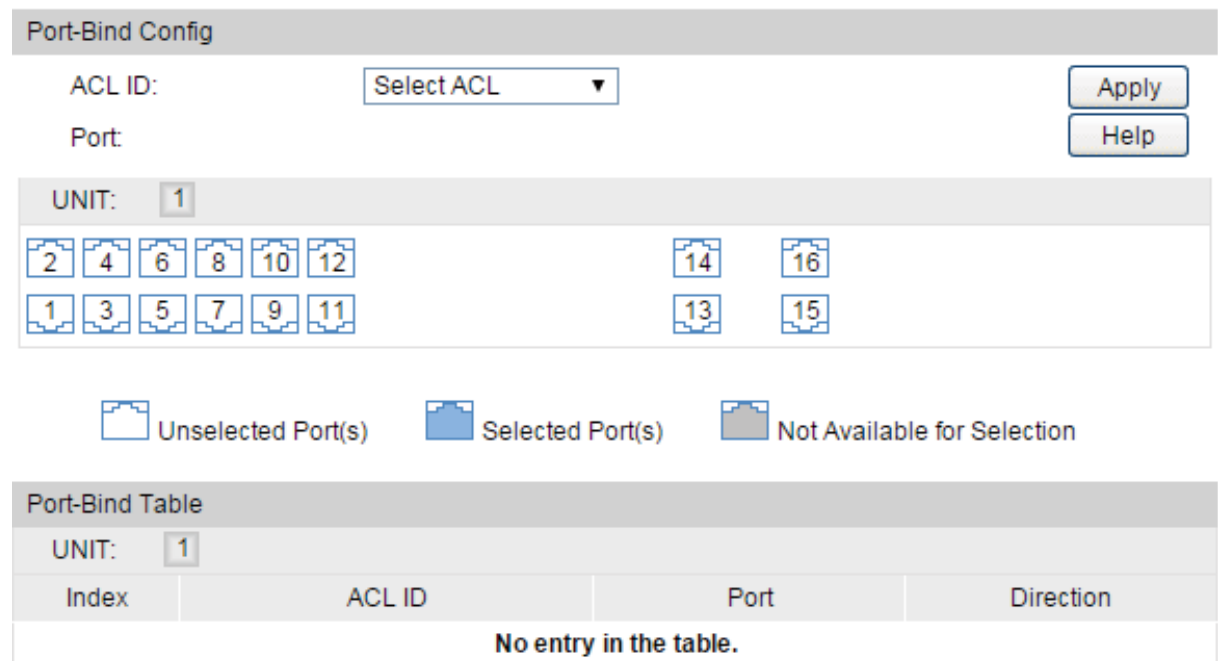 Port-Bind Config
ACL ID: Select ACL Apply
Port: Help
UNIT: 1
2 4 6 8 10 12 14 16
1 3 5 7 9 11 13 15
Unselected Port(s) Selected Port(s) Not Available for Selection
Port-Bind Table
UNIT: 1
Index ACL ID Port Direction
No entry in the table.